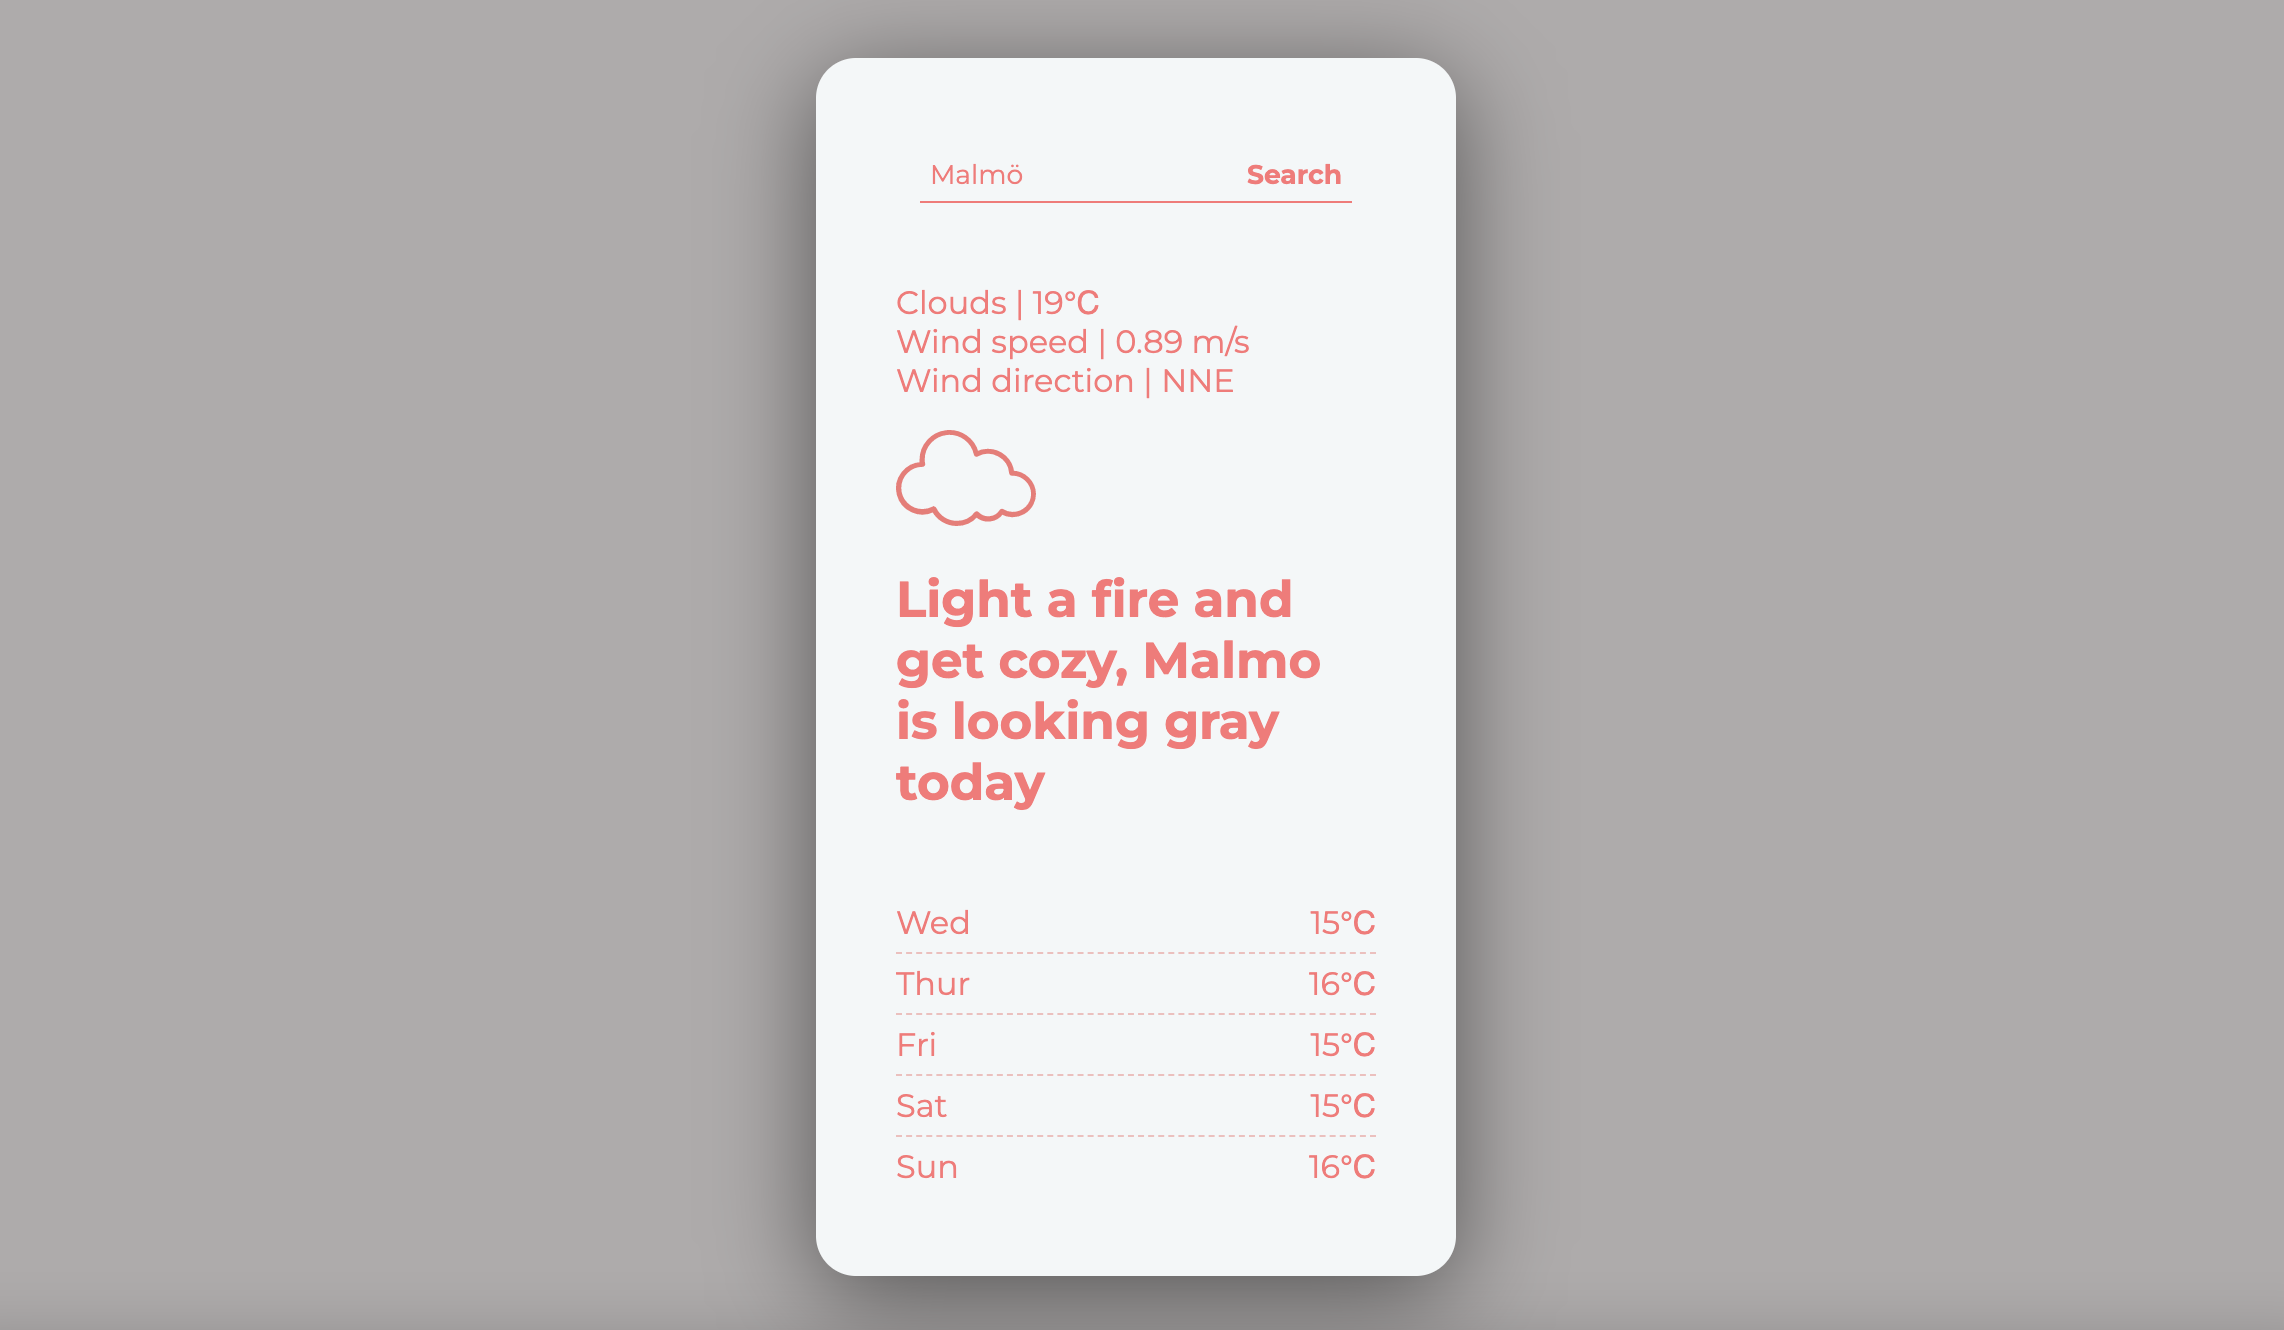 Malmö Search
Clouds | 19°C
Wind speed | 0.89 m/s
Wind direction | NNE
Light a fire and
get cozy, Malmo
is looking gray
today
Wed 15°C
Thur 16°C
Fri 15°C
Sat 15°C
Sun 16°C